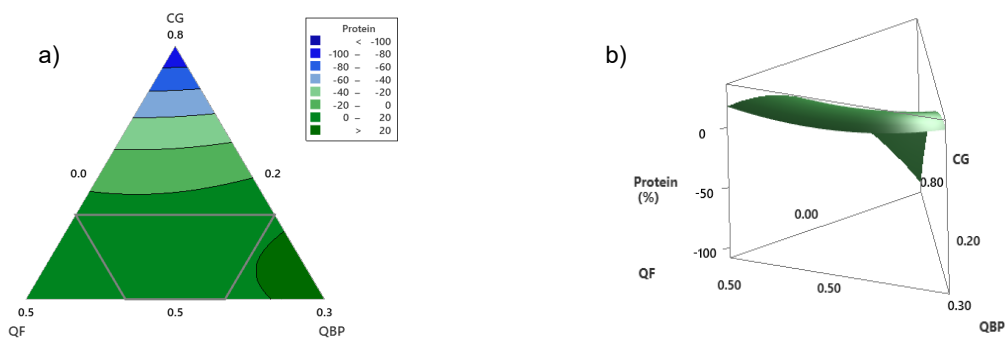 a)
CG
0.8
0.0
0.2
0.5
0.5
0.3
QF
QBP
Protein
< -100
-100 – -80
-80 – -60
-60 – -40
-40 – -20
-20 – 0
0 – 20
> 20
b)
0
Protein
(%)
-50
-100
CG
0.80
0.00
0.20
QF
0.50
0.50
0.30
QBP